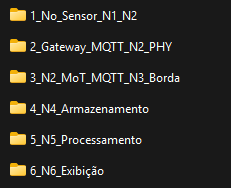 1_No_Sensor_N1_N2
2_Gateway_MQTT_N2_PHY
3_N2_MoT_MQTT_N3_Borda
4_N4_Armazenamento
5_N5_Processamento
6_N6_Exibição